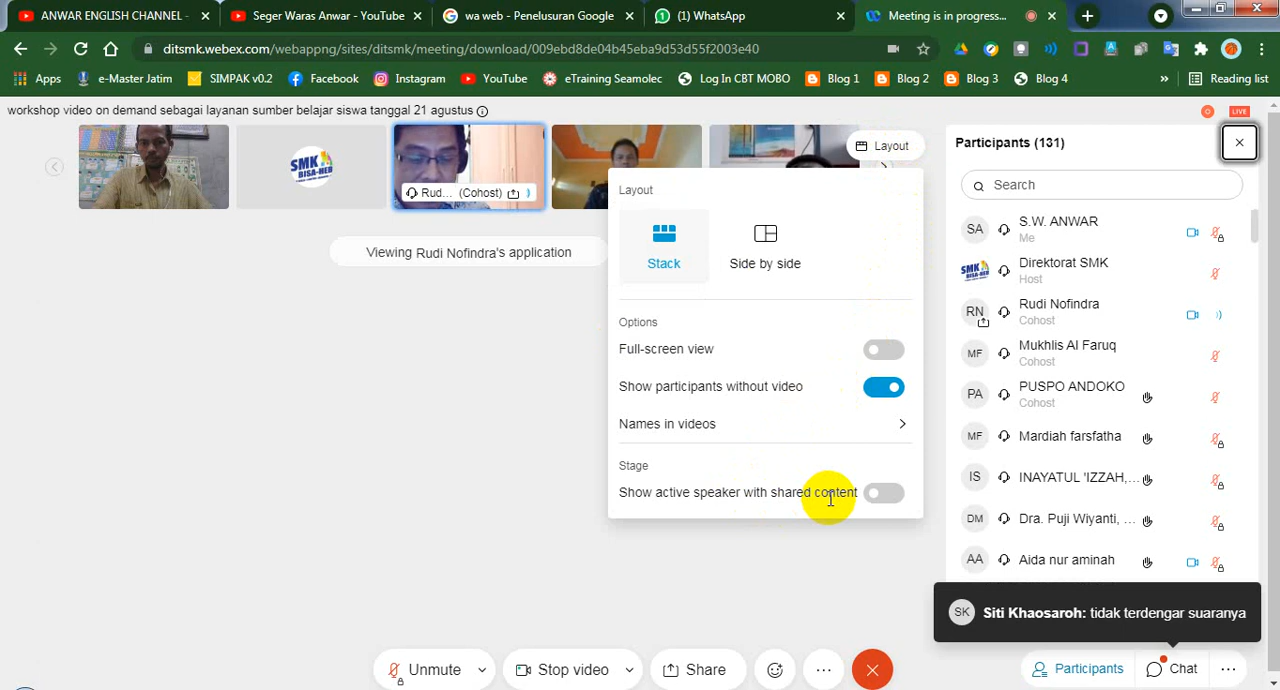 ANWAR ENGLISH CHANNEL -
Seger Waras Anwar - YouTube
wa web - Penelusuran Google
(1) WhatsApp
Meeting is in progress...
ditsmk.webex.com/webappng/sites/ditsmk/meeting/download/009ebd8de04b45eba9d53d55f2003e40
Apps
e-Master Jatim
SIMPAK v0.2
Facebook
Instagram
YouTube
eTraining Seamolec
Log In CBT MOBO
Blog 1
Blog 2
Blog 3
Blog 4
»
Reading list
workshop video on demand sebagai layanan sumber belajar siswa tanggal 21 agustus
LIVE
SMK
BISA-HEB
Rud... (Cohost)
Layout
Viewing Rudi Nofindra's application
Layout
Stack
Side by side
Options
Full-screen view
Show participants without video
Names in videos
Stage
Show active speaker with shared content
Participants (131)
Search
SA
S.W. ANWAR
Me
SMK
BISA-HEB
Direktorat SMK
Host
RN
Rudi Nofindra
Cohost
MF
Mukhlis Al Faruq
Cohost
PA
PUSPO ANDOKO
Cohost
MF
Mardiah farsfatha
IS
INAYATUL 'IZZAH,...
DM
Dra. Puji Wiyanti, ...
AA
Aida nur aminah
SK
Siti Khaosaroh: tidak terdengar suaranya
Unmute
Stop video
Share
Participants
Chat